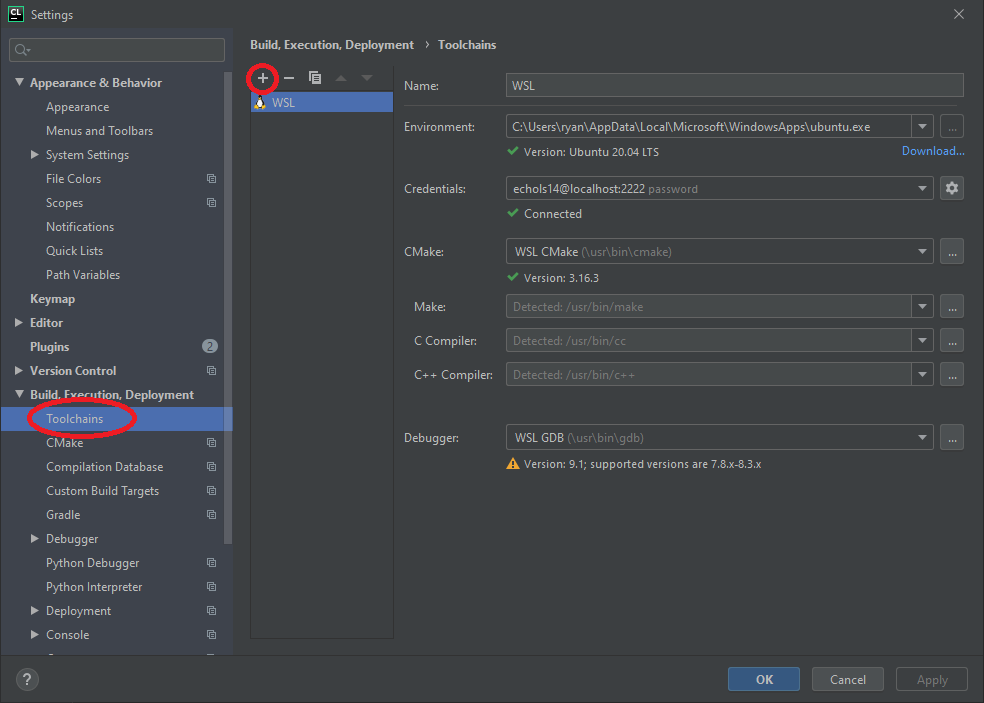 CL Settings
Appearance & Behavior
Appearance
Menus and Toolbars
System Settings
File Colors
Scopes
Notifications
Quick Lists
Path Variables
Keymap
Editor
Plugins 2
Version Control
Build, Execution, Deployment
Toolchains
CMake
Compilation Database
Custom Build Targets
Gradle
Debugger
Python Debugger
Python Interpreter
Deployment
Console
Build, Execution, Deployment › Toolchains
WSL
Name: WSL
Environment: C:\Users\ryan\AppData\Local\Microsoft\WindowsApps\ubuntu.exe ...
Version: Ubuntu 20.04 LTS Download...
Credentials: echols14@localhost:2222 password
Connected
CMake: WSL CMake (\usr\bin\cmake) ...
Version: 3.16.3
Make: Detected: /usr/bin/make ...
C Compiler: Detected: /usr/bin/cc ...
C++ Compiler: Detected: /usr/bin/c++ ...
Debugger: WSL GDB (\usr\bin\gdb) ...
Version: 9.1; supported versions are 7.8.x-8.3.x
? OK Cancel Apply